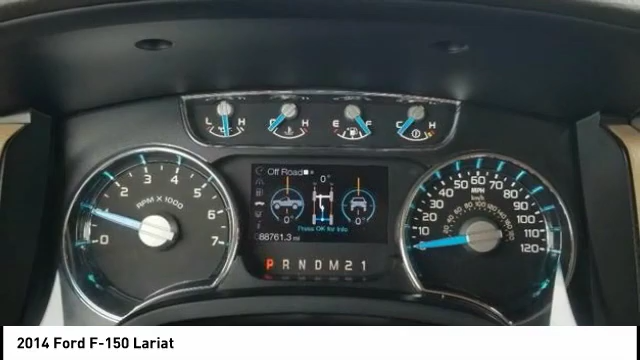 L H H E F C H
RPM X 1000
0 1 2 3 4 5 6 7
Off Road
0°
0° 0°
Press OK for Info
88761.3 mi
P R N D M 2 1
MPH
km/h
10 20 30 40 50 60 70 80 90 100 110 120
2014 Ford F-150 Lariat